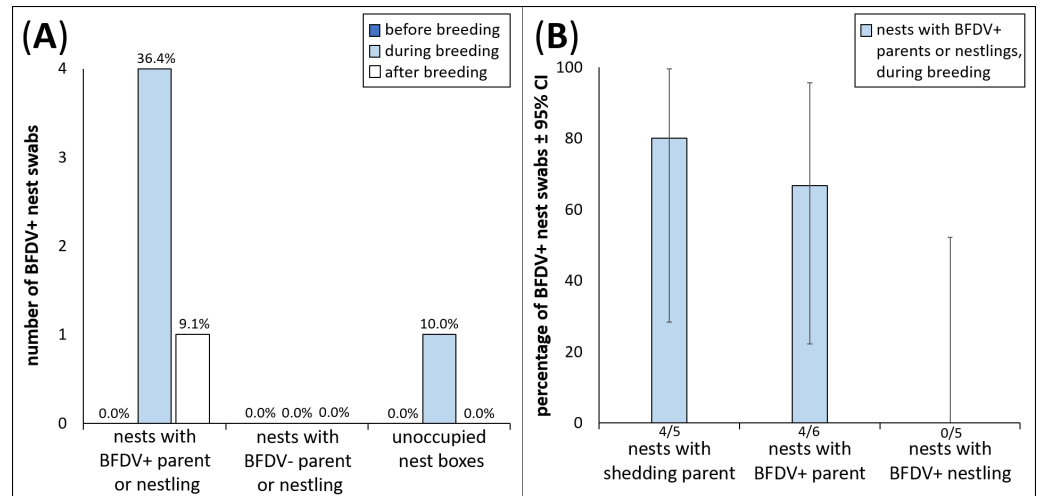 (A)
before breeding
during breeding
after breeding
number of BFDV+ nest swabs
4
3
2
1
0
0.0%
36.4%
9.1%
0.0% 0.0% 0.0%
0.0%
10.0%
0.0%
nests with
BFDV+ parent
or nestling
nests with
BFDV- parent
or nestling
unoccupied
nest boxes
(B)
nests with BFDV+
parents or nestlings,
during breeding
percentage of BFDV+ nest swabs ± 95% CI
100
80
60
40
20
0
4/5
nests with
shedding parent
4/6
nests with
BFDV+ parent
0/5
nests with
BFDV+ nestling